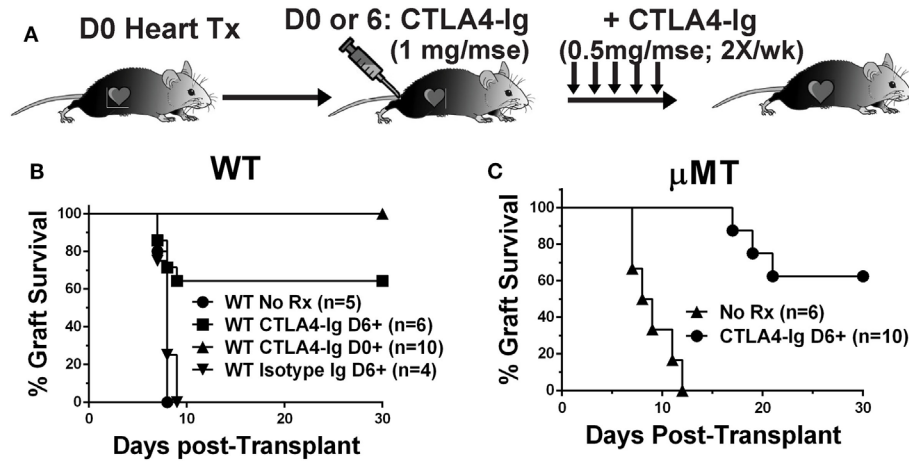 A
D0 Heart Tx
D0 or 6: CTLA4-Ig
(1 mg/mse)
+ CTLA4-Ig
(0.5mg/mse; 2X/wk)
B
WT
% Graft Survival
100
80
60
40
20
0
0
10
20
30
Days post-Transplant
WT No Rx (n=5)
WT CTLA4-Ig D6+ (n=6)
WT CTLA4-Ig D0+ (n=10)
WT Isotype Ig D6+ (n=4)
C
μMT
% Graft Survival
100
80
60
40
20
0
0
10
20
30
Days Post-Transplant
No Rx (n=6)
CTLA4-Ig D6+ (n=10)